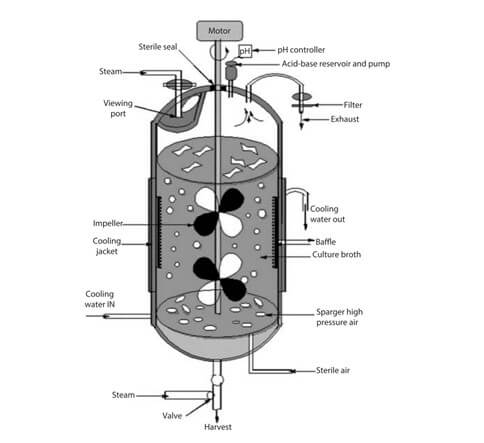 Motor
Sterile seal
pH
pH controller
Acid-base reservoir and pump
Steam
Viewing
port
Filter
Exhaust
Impeller
Cooling
water out
Cooling
jacket
Baffle
Culture broth
Cooling
water IN
Sparger high
pressure air
Sterile air
Steam
Valve
Harvest